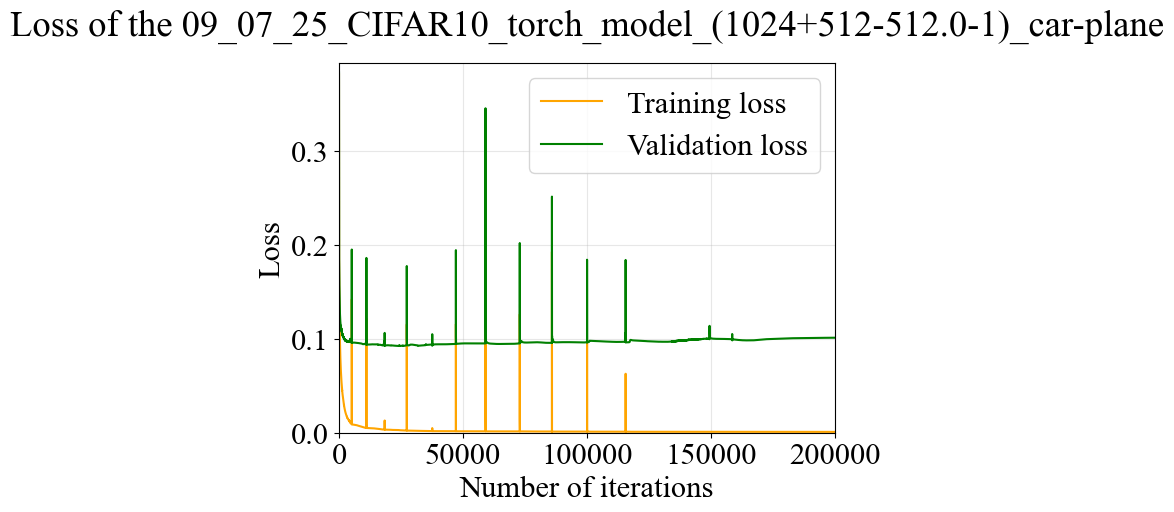 Loss of the 09_07_25_CIFAR10_torch_model_(1024+512-512.0-1)_car-plane
Training loss
Validation loss
Loss
0.3
0.2
0.1
0.0
0 50000 100000 150000 200000
Number of iterations